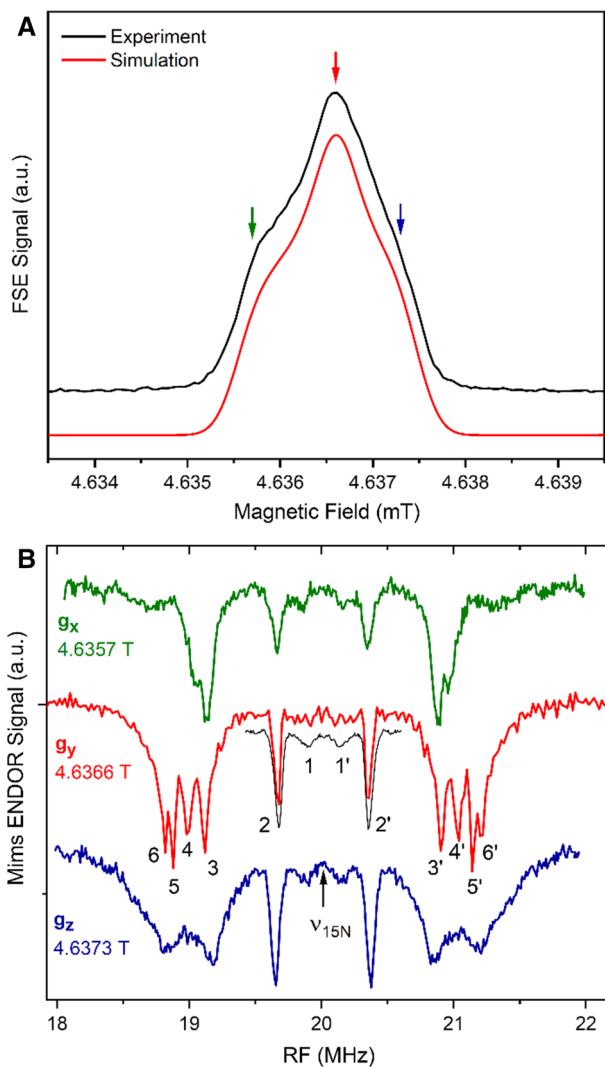 A
Experiment
Simulation
FSE Signal (a.u.)
4.634 4.635 4.636 4.637 4.638 4.639
Magnetic Field (mT)
B
gx
4.6357 T
gy
4.6366 T
gz
4.6373 T
Mims ENDOR Signal (a.u.)
6 5 4 3 2 1 1' 2' 3' 4' 5' 6'
ν15N
18 19 20 21 22
RF (MHz)